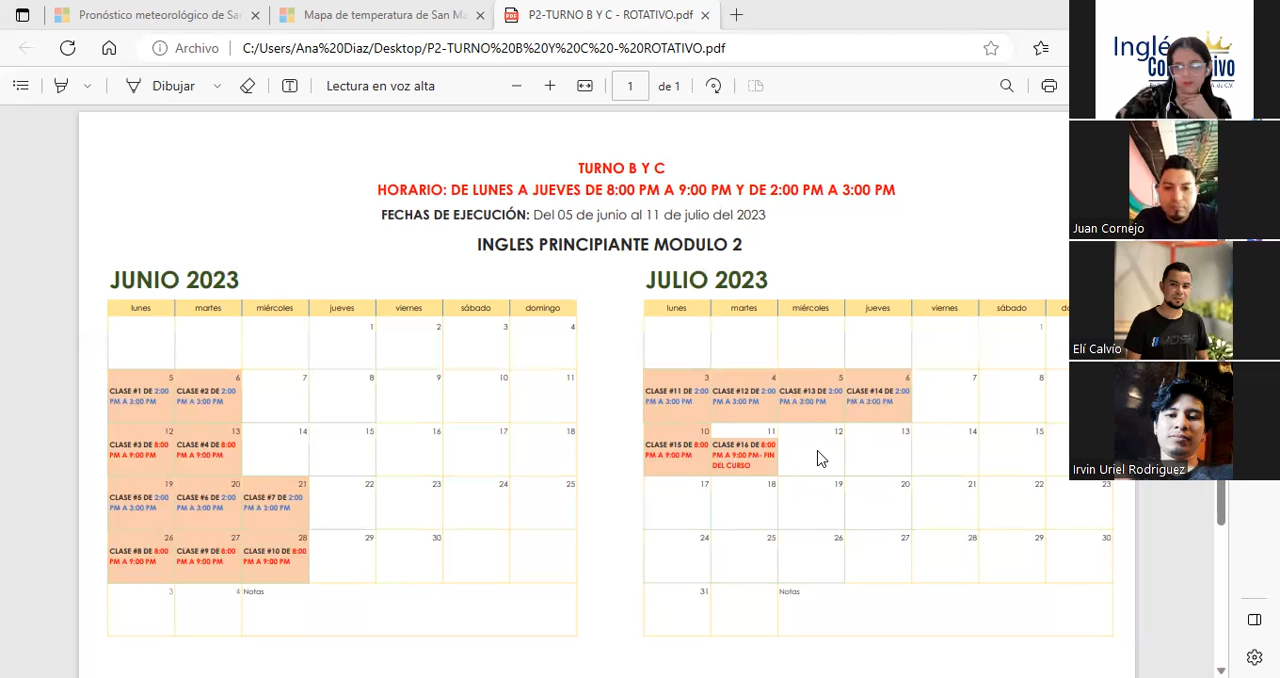 Pronóstico meteorológico de Sar
Mapa de temperatura de San Ma
P2-TURNO B Y C - ROTATIVO.pdf
Archivo
C:/Users/Ana%20Diaz/Desktop/P2-TURNO%20B%20Y%20C%20-%20ROTATIVO.pdf
Dibujar
Lectura en voz alta
1
de 1
TURNO B Y C
HORARIO: DE LUNES A JUEVES DE 8:00 PM A 9:00 PM Y DE 2:00 PM A 3:00 PM
FECHAS DE EJECUCIÓN: Del 05 de junio al 11 de julio del 2023
INGLES PRINCIPIANTE MODULO 2
JUNIO 2023
lunes martes miércoles jueves viernes sábado domingo
1 2 3 4
5 6 7 8 9 10 11
CLASE #1 DE 2:00 CLASE #2 DE 2:00
PM A 3:00 PM PM A 3:00 PM
12 13 14 15 16 17 18
CLASE #3 DE 8:00 CLASE #4 DE 8:00
PM A 9:00 PM PM A 9:00 PM
19 20 21 22 23 24 25
CLASE #5 DE 2:00 CLASE #6 DE 2:00 CLASE #7 DE 2:00
PM A 3:00 PM PM A 3:00 PM PM A 3:00 PM
26 27 28 29 30
CLASE #8 DE 8:00 CLASE #9 DE 8:00 CLASE #10 DE 8:00
PM A 9:00 PM PM A 9:00 PM PM A 9:00 PM
3 4 Notas
JULIO 2023
lunes martes miércoles jueves viernes sábado do
1
3 4 5 6 7 8
CLASE #11 DE 2:00 CLASE #12 DE 2:00 CLASE #13 DE 2:00 CLASE #14 DE 2:00
PM A 3:00 PM PM A 3:00 PM PM A 3:00 PM PM A 3:00 PM
10 11 12 13 14 15
CLASE #15 DE 8:00 CLASE #16 DE 8:00
PM A 9:00 PM PM A 9:00 PM- FIN
DEL CURSO
17 18 19 20 21 22 23
24 25 26 27 28 29 30
31 Notas
Juan Cornejo
Elí Calvío
Irvin Uriel Rodriguez